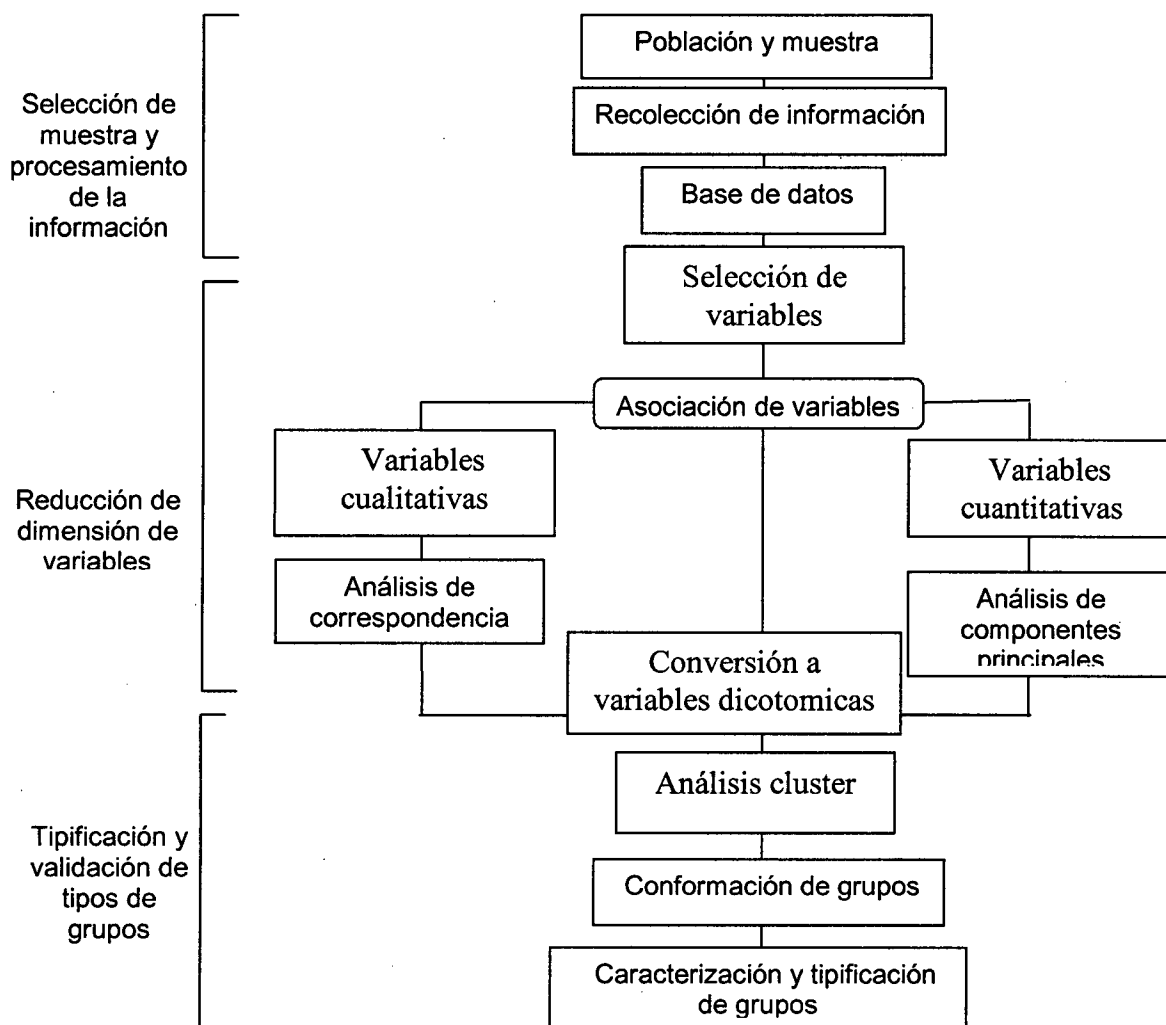 Población y muestra
Recolección de información
Base de datos
Selección de
muestra y
procesamiento
de la
información
Selección de
variables
Asociación de variables
Variables
cualitativas
Variables
cuantitativas
Reducción de
dimensión de
variables
Análisis de
correspondencia
Análisis de
componentes
principales
Conversión a
variables dicotomicas
Análisis cluster
Tipificación y
validación de
tipos de
grupos
Conformación de grupos
Caracterización y tipificación
de grupos